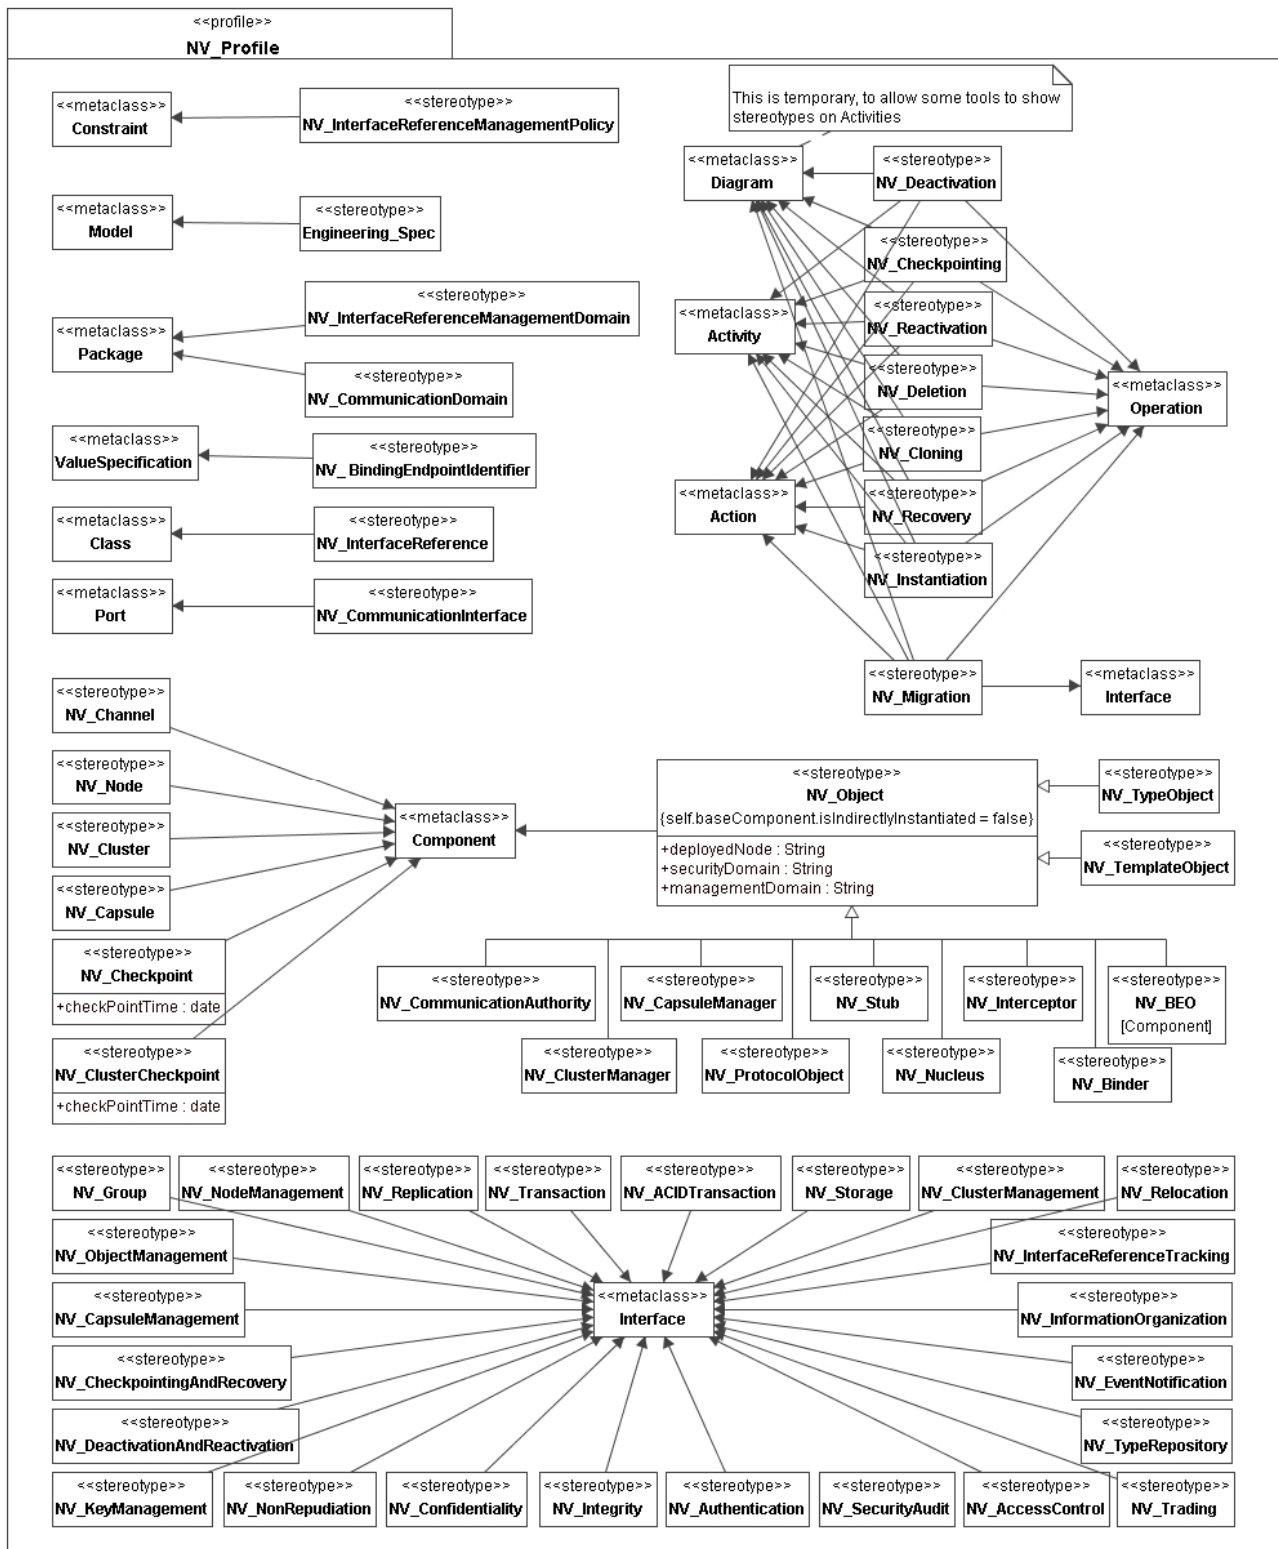 <<profile>>
NV_Profile
This is temporary, to allow some tools to show
stereotypes on Activities
<<metaclass>>
Constraint
<<stereotype>>
NV_InterfaceReferenceManagementPolicy
<<metaclass>>
Model
<<stereotype>>
Engineering_Spec
<<metaclass>>
Package
<<stereotype>>
NV_InterfaceReferenceManagementDomain
<<stereotype>>
NV_CommunicationDomain
<<metaclass>>
ValueSpecification
<<stereotype>>
NV_BindingEndpointIdentifier
<<metaclass>>
Class
<<stereotype>>
NV_InterfaceReference
<<metaclass>>
Port
<<stereotype>>
NV_CommunicationInterface
<<metaclass>>
Diagram
<<stereotype>>
NV_Deactivation
<<stereotype>>
NV_Checkpointing
<<metaclass>>
Activity
<<stereotype>>
NV_Reactivation
<<stereotype>>
NV_Deletion
<<metaclass>>
Operation
<<stereotype>>
NV_Cloning
<<metaclass>>
Action
<<stereotype>>
NV_Recovery
<<stereotype>>
NV_Instantiation
<<stereotype>>
NV_Migration
<<metaclass>>
Interface
<<stereotype>>
NV_Channel
<<stereotype>>
NV_Node
<<stereotype>>
NV_Cluster
<<stereotype>>
NV_Capsule
<<stereotype>>
NV_Checkpoint
+checkPointTime : date
<<stereotype>>
NV_ClusterCheckpoint
+checkPointTime : date
<<metaclass>>
Component
<<stereotype>>
NV_Object
{self.baseComponent.isIndirectlyInstantiated = false}
+deployedNode : String
+securityDomain : String
+managementDomain : String
<<stereotype>>
NV_TypeObject
<<stereotype>>
NV_TemplateObject
<<stereotype>>
NV_CommunicationAuthority
<<stereotype>>
NV_CapsuleManager
<<stereotype>>
NV_Stub
<<stereotype>>
NV_Interceptor
<<stereotype>>
NV_BEO
[Component]
<<stereotype>>
NV_ClusterManager
<<stereotype>>
NV_ProtocolObject
<<stereotype>>
NV_Nucleus
<<stereotype>>
NV_Binder
<<stereotype>>
NV_Group
<<stereotype>>
NV_NodeManagement
<<stereotype>>
NV_Replication
<<stereotype>>
NV_Transaction
<<stereotype>>
NV_ACIDTransaction
<<stereotype>>
NV_Storage
<<stereotype>>
NV_ClusterManagement
<<stereotype>>
NV_Relocation
<<stereotype>>
NV_ObjectManagement
<<stereotype>>
NV_InterfaceReferenceTracking
<<stereotype>>
NV_CapsuleManagement
<<metaclass>>
Interface
<<stereotype>>
NV_InformationOrganization
<<stereotype>>
NV_CheckpointingAndRecovery
<<stereotype>>
NV_EventNotification
<<stereotype>>
NV_DeactivationAndReactivation
<<stereotype>>
NV_TypeRepository
<<stereotype>>
NV_KeyManagement
<<stereotype>>
NV_NonRepudiation
<<stereotype>>
NV_Confidentiality
<<stereotype>>
NV_Integrity
<<stereotype>>
NV_Authentication
<<stereotype>>
NV_SecurityAudit
<<stereotype>>
NV_AccessControl
<<stereotype>>
NV_Trading